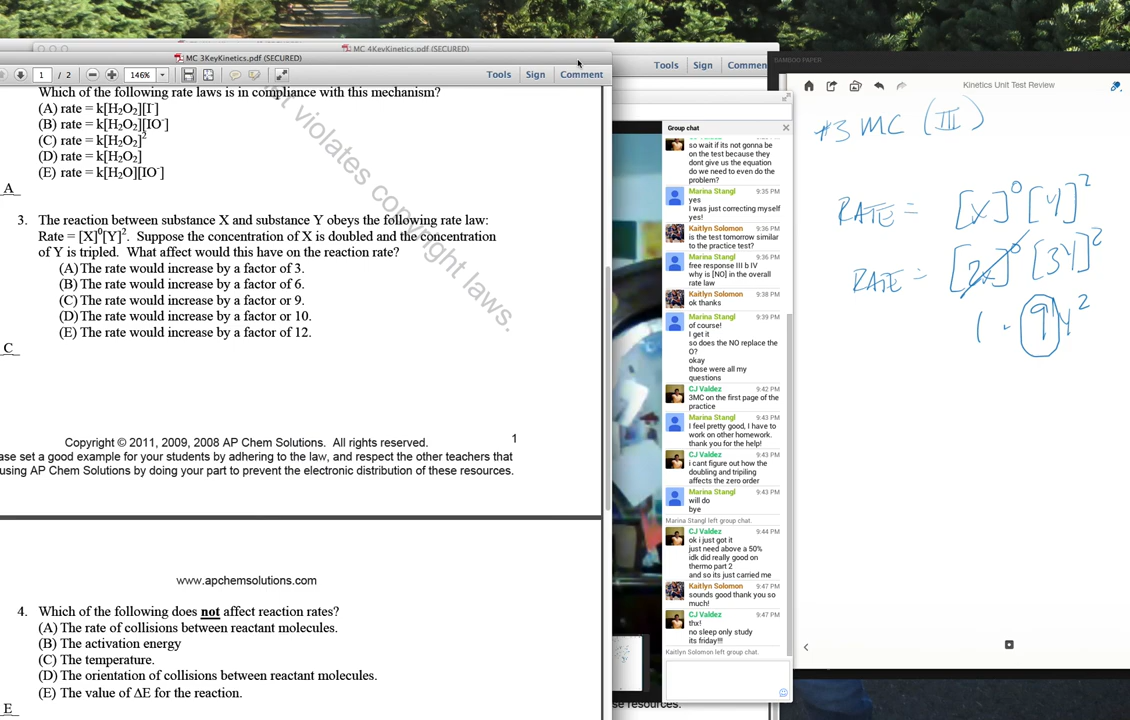 MC 4KeyKinetics.pdf (SECURED)
MC 3KeyKinetics.pdf (SECURED)
1 / 2
146%
Tools
Sign
Comment
Which of the following rate laws is in compliance with this mechanism?
(A) rate = k[H₂O₂][I⁻]
(B) rate = k[H₂O₂][IO⁻]
(C) rate = k[H₂O₂]²
(D) rate = k[H₂O₂]
(E) rate = k[H₂O][IO⁻]
A
3. The reaction between substance X and substance Y obeys the following rate law:
Rate = [X]⁰[Y]². Suppose the concentration of X is doubled and the concentration
of Y is tripled. What affect would this have on the reaction rate?
(A) The rate would increase by a factor of 3.
(B) The rate would increase by a factor of 6.
(C) The rate would increase by a factor or 9.
(D) The rate would increase by a factor or 10.
(E) The rate would increase by a factor of 12.
C
violates copyright laws.
Copyright © 2011, 2009, 2008 AP Chem Solutions. All rights reserved.
1
ase set a good example for your students by adhering to the law, and respect the other teachers that
using AP Chem Solutions by doing your part to prevent the electronic distribution of these resources.
www.apchemsolutions.com
4. Which of the following does not affect reaction rates?
(A) The rate of collisions between reactant molecules.
(B) The activation energy
(C) The temperature.
(D) The orientation of collisions between reactant molecules.
(E) The value of ΔE for the reaction.
E
Tools
Sign
Commen
Group chat
CJ Valdez
so wait if its not gonna be
on the test because they
dont give us the equation
do we need to even do the
problem?
Marina Stangl 9:35 PM
yes
I was just correcting myself
yes!
Kaitlyn Solomon 9:36 PM
is the test tomorrow similar
to the practice test?
Marina Stangl 9:36 PM
free response III b IV
why is [NO] in the overall
rate law
Kaitlyn Solomon 9:38 PM
ok thanks
Marina Stangl 9:39 PM
of course!
I get it
so does the NO replace the
O?
okay
those were all my
questions
CJ Valdez 9:42 PM
3MC on the first page of the
practice
Marina Stangl 9:43 PM
I feel pretty good, I have to
work on other homework.
thank you for the help!
CJ Valdez 9:43 PM
i cant figure out how the
doubling and tripiling
affects the zero order
Marina Stangl 9:43 PM
will do
bye
Marina Stangl left group chat.
CJ Valdez 9:44 PM
ok i just got it
just need above a 50%
idk did really good on
thermo part 2
and so its just carried me
Kaitlyn Solomon 9:47 PM
sounds good thank you so
much!
CJ Valdez 9:47 PM
thx!
no sleep only study
its friday!!!
Kaitlyn Solomon left group chat.
se resources.
BAMBOO PAPER
Kinetics Unit Test Review
#3 MC (III)
RATE = [X]⁰ [Y]²
RATE = [2X]⁰ [3Y]²
1 · 9Y²